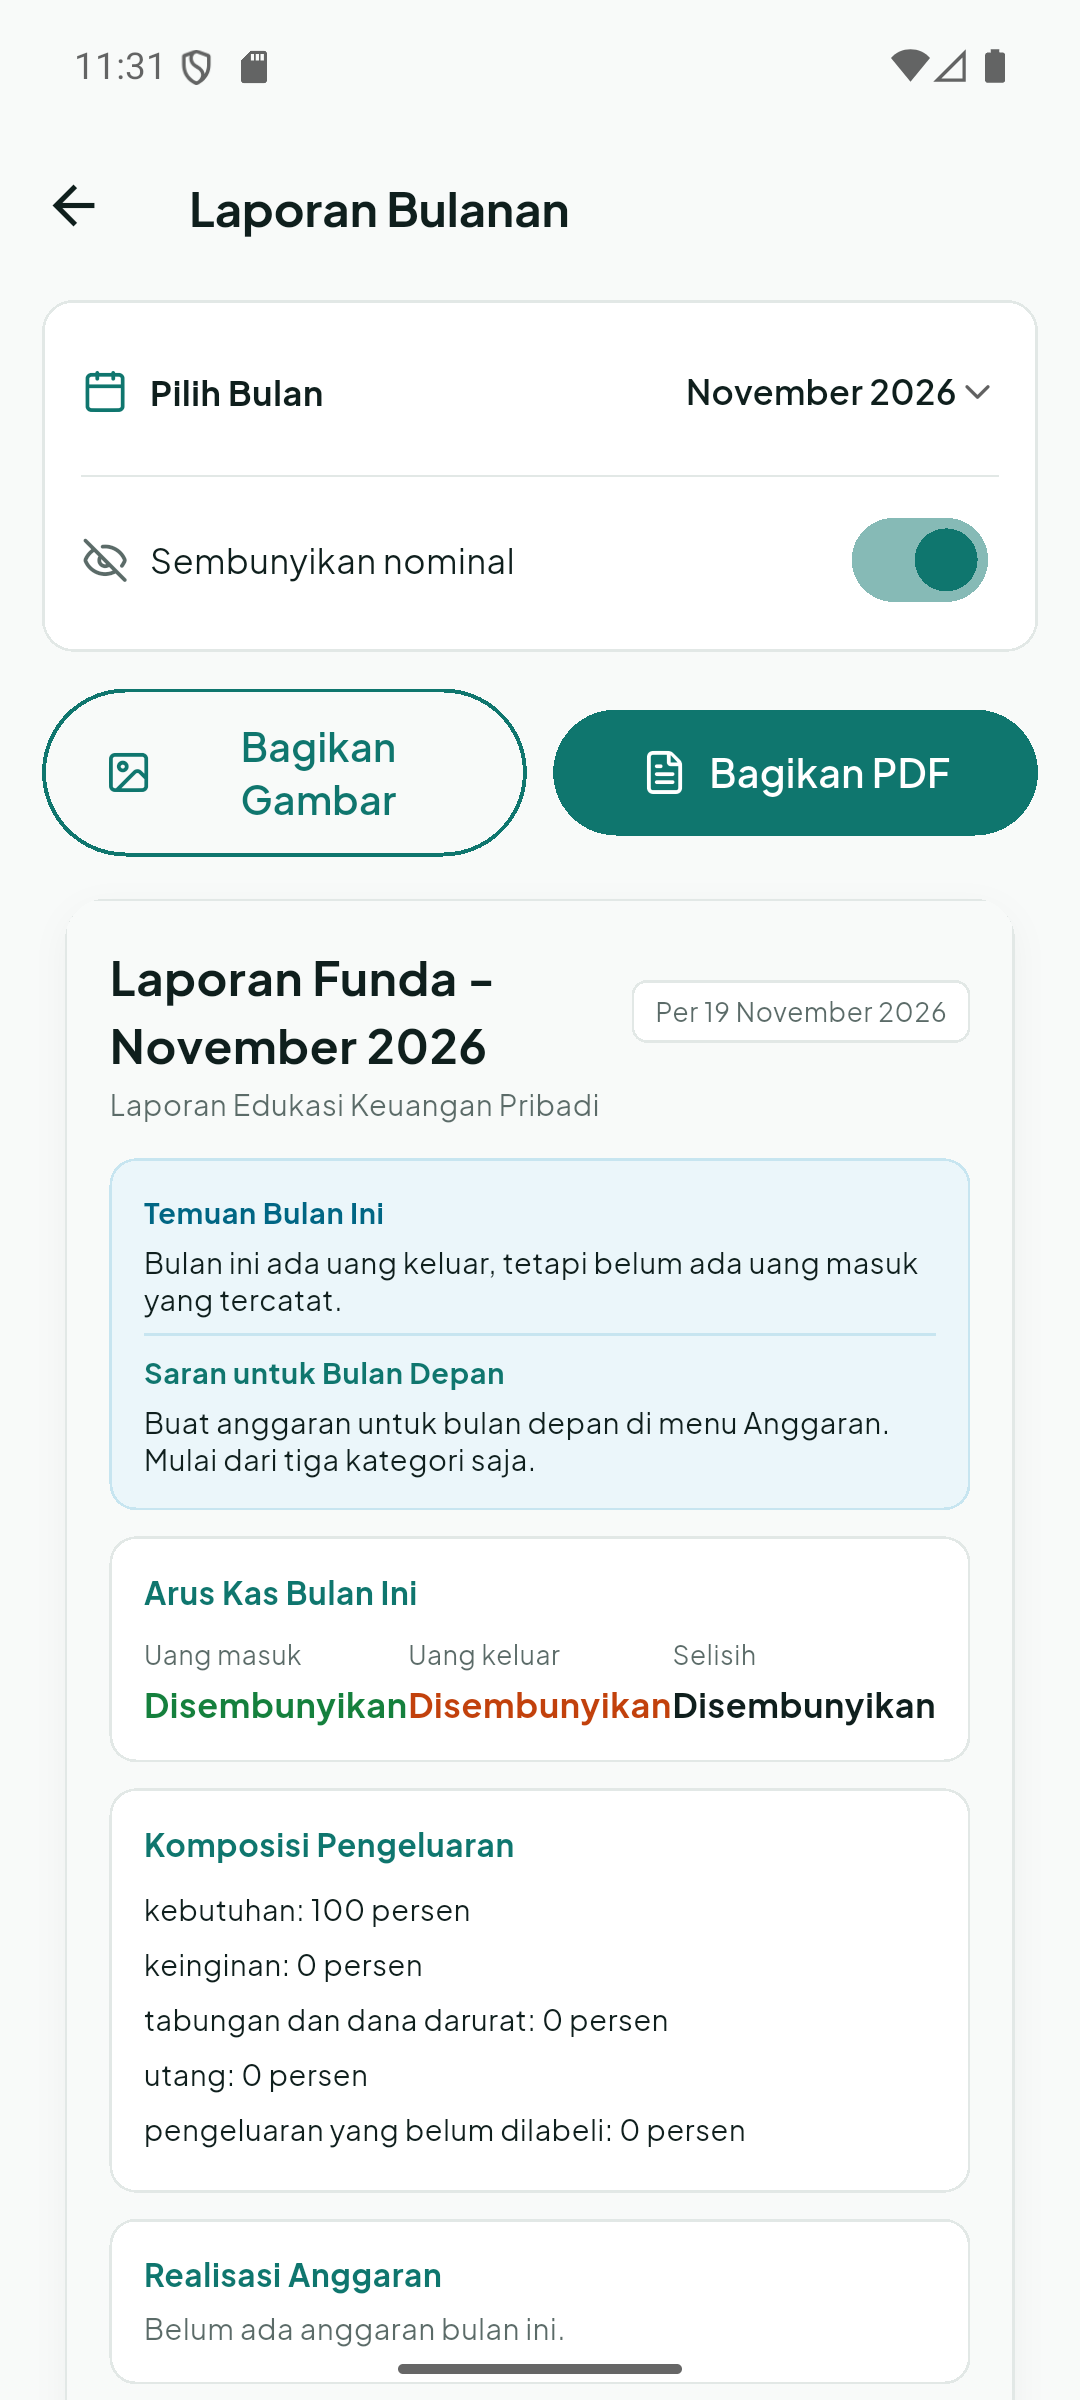 11:31
Laporan Bulanan
Pilih Bulan
November 2026
Sembunyikan nominal
Bagikan
Gambar
Bagikan PDF
Laporan Funda -
November 2026
Per 19 November 2026
Laporan Edukasi Keuangan Pribadi
Temuan Bulan Ini
Bulan ini ada uang keluar, tetapi belum ada uang masuk
yang tercatat.
Saran untuk Bulan Depan
Buat anggaran untuk bulan depan di menu Anggaran.
Mulai dari tiga kategori saja.
Arus Kas Bulan Ini
Uang masuk Uang keluar Selisih
Disembunyikan Disembunyikan Disembunyikan
Komposisi Pengeluaran
kebutuhan: 100 persen
keinginan: 0 persen
tabungan dan dana darurat: 0 persen
utang: 0 persen
pengeluaran yang belum dilabeli: 0 persen
Realisasi Anggaran
Belum ada anggaran bulan ini.